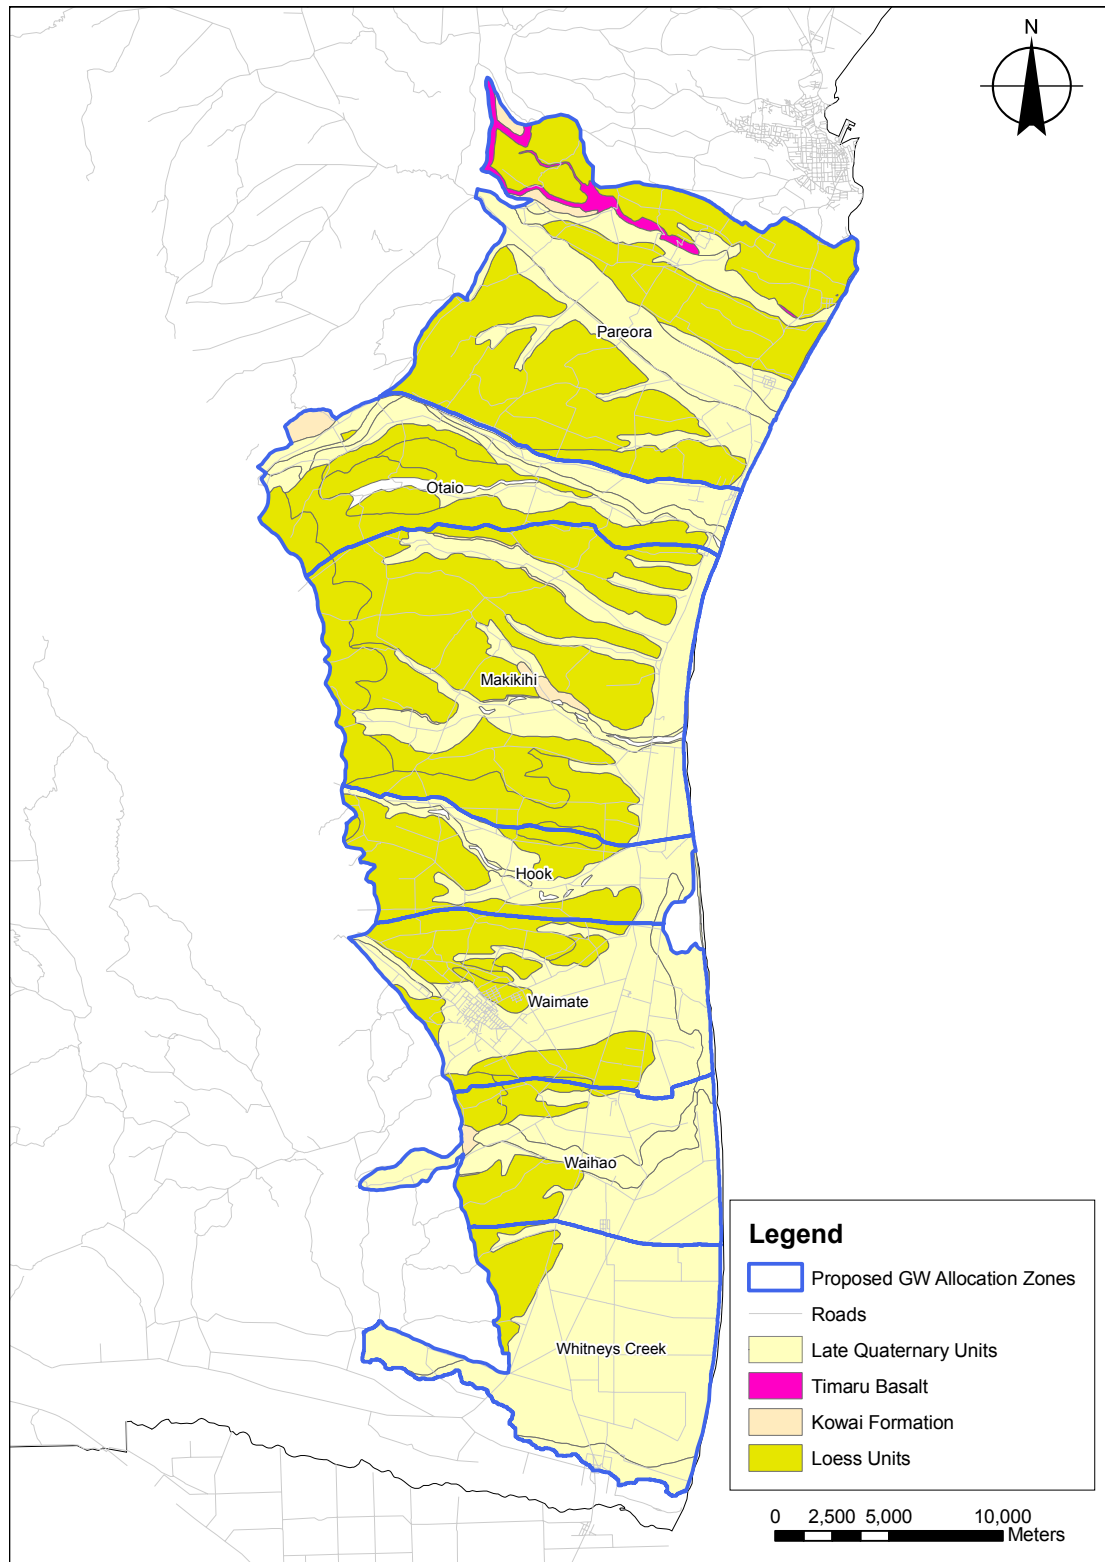 N
Pareora
Otaio
Makikihi
Hook
Waimate
Waihao
Whitneys Creek
Legend
Proposed GW Allocation Zones
Roads
Late Quaternary Units
Timaru Basalt
Kowai Formation
Loess Units
0 2,500 5,000 10,000
Meters